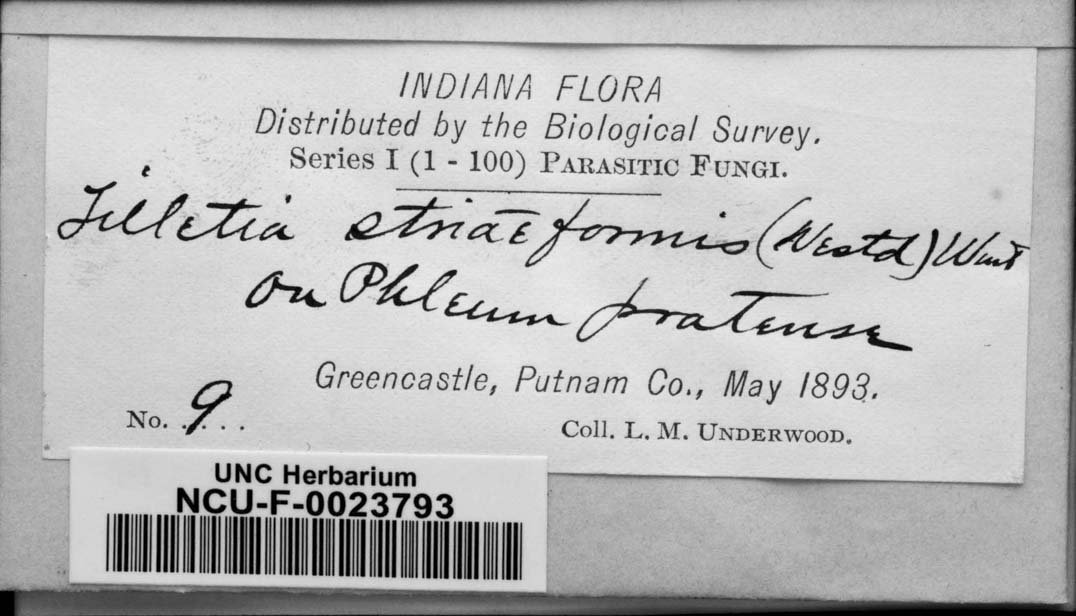 INDIANA FLORA
Distributed by the Biological Survey.
Series I (1 - 100) PARASITIC FUNGI.
Tilletia striaeformis (Westd) Wint
on Phleum pratense
Greencastle, Putnam Co., May 1893.
No. 9
Coll. L. M. UNDERWOOD.
UNC Herbarium
NCU-F-0023793